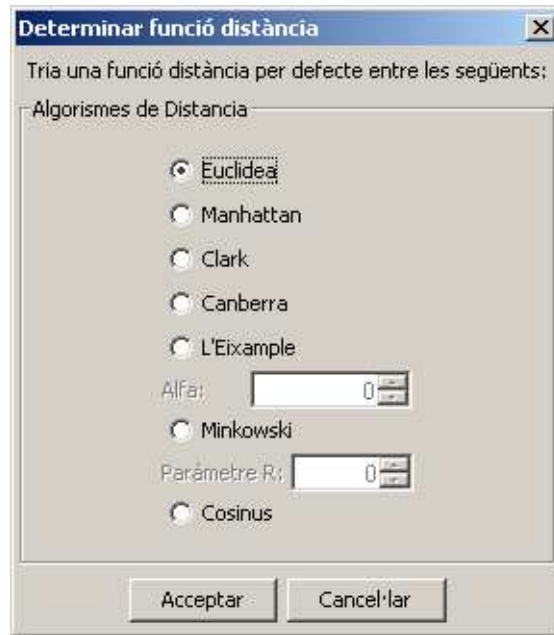 Determinar funció distància
Tria una funció distància per defecte entre les següents:
Algorismes de Distancia
Euclidea
Manhattan
Clark
Canberra
L'Eixample
Alfa: 0
Minkowski
Paràmetre R: 0
Cosinus
Acceptar Cancel·lar